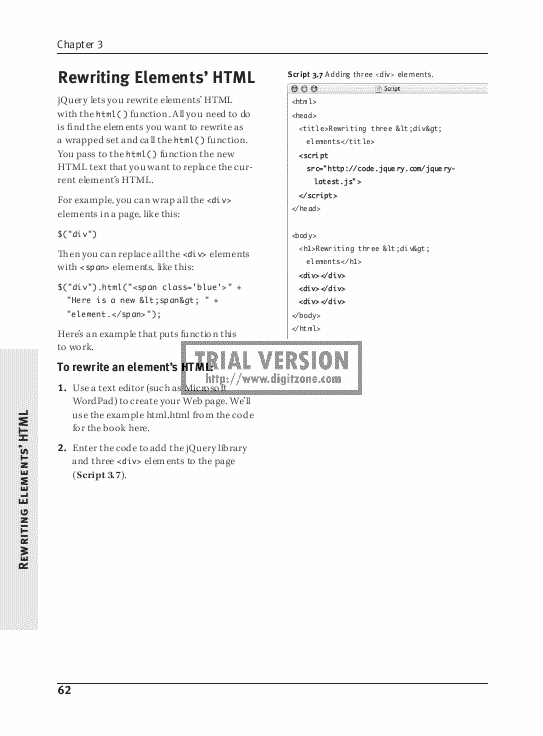 Chapter 3
Rewriting Elements' HTML
jQuery lets you rewrite elements' HTML
with the html() function. All you need to do
is find the elements you want to rewrite as
a wrapped set and call the html() function.
You pass to the html() function the new
HTML text that you want to replace the cur-
rent element's HTML.
For example, you can wrap all the <div>
elements in a page, like this:
$("div")
Then you can replace all the <div> elements
with <span> elements, like this:
$("div").html("<span class='blue'>" +
"Here is a new &lt;span&gt; " +
"element.</span>");
Here's an example that puts function this
to work.
To rewrite an element's HTML:
1. Use a text editor (such as Microsoft
WordPad) to create your Web page. We'll
use the example html.html from the code
for the book here.
2. Enter the code to add the jQuery library
and three <div> elements to the page
(Script 3.7).
Script 3.7 Adding three <div> elements.
Script
<html>
<head>
<title>Rewriting three &lt;div&gt;
elements</title>
<script
src="http://code.jquery.com/jquery-
latest.js">
</script>
</head>
<body>
<h1>Rewriting three &lt;div&gt;
elements</h1>
<div></div>
<div></div>
<div></div>
</body>
</html>
TRIAL VERSION
http://www.digitzone.com
Rewriting Elements' HTML
62